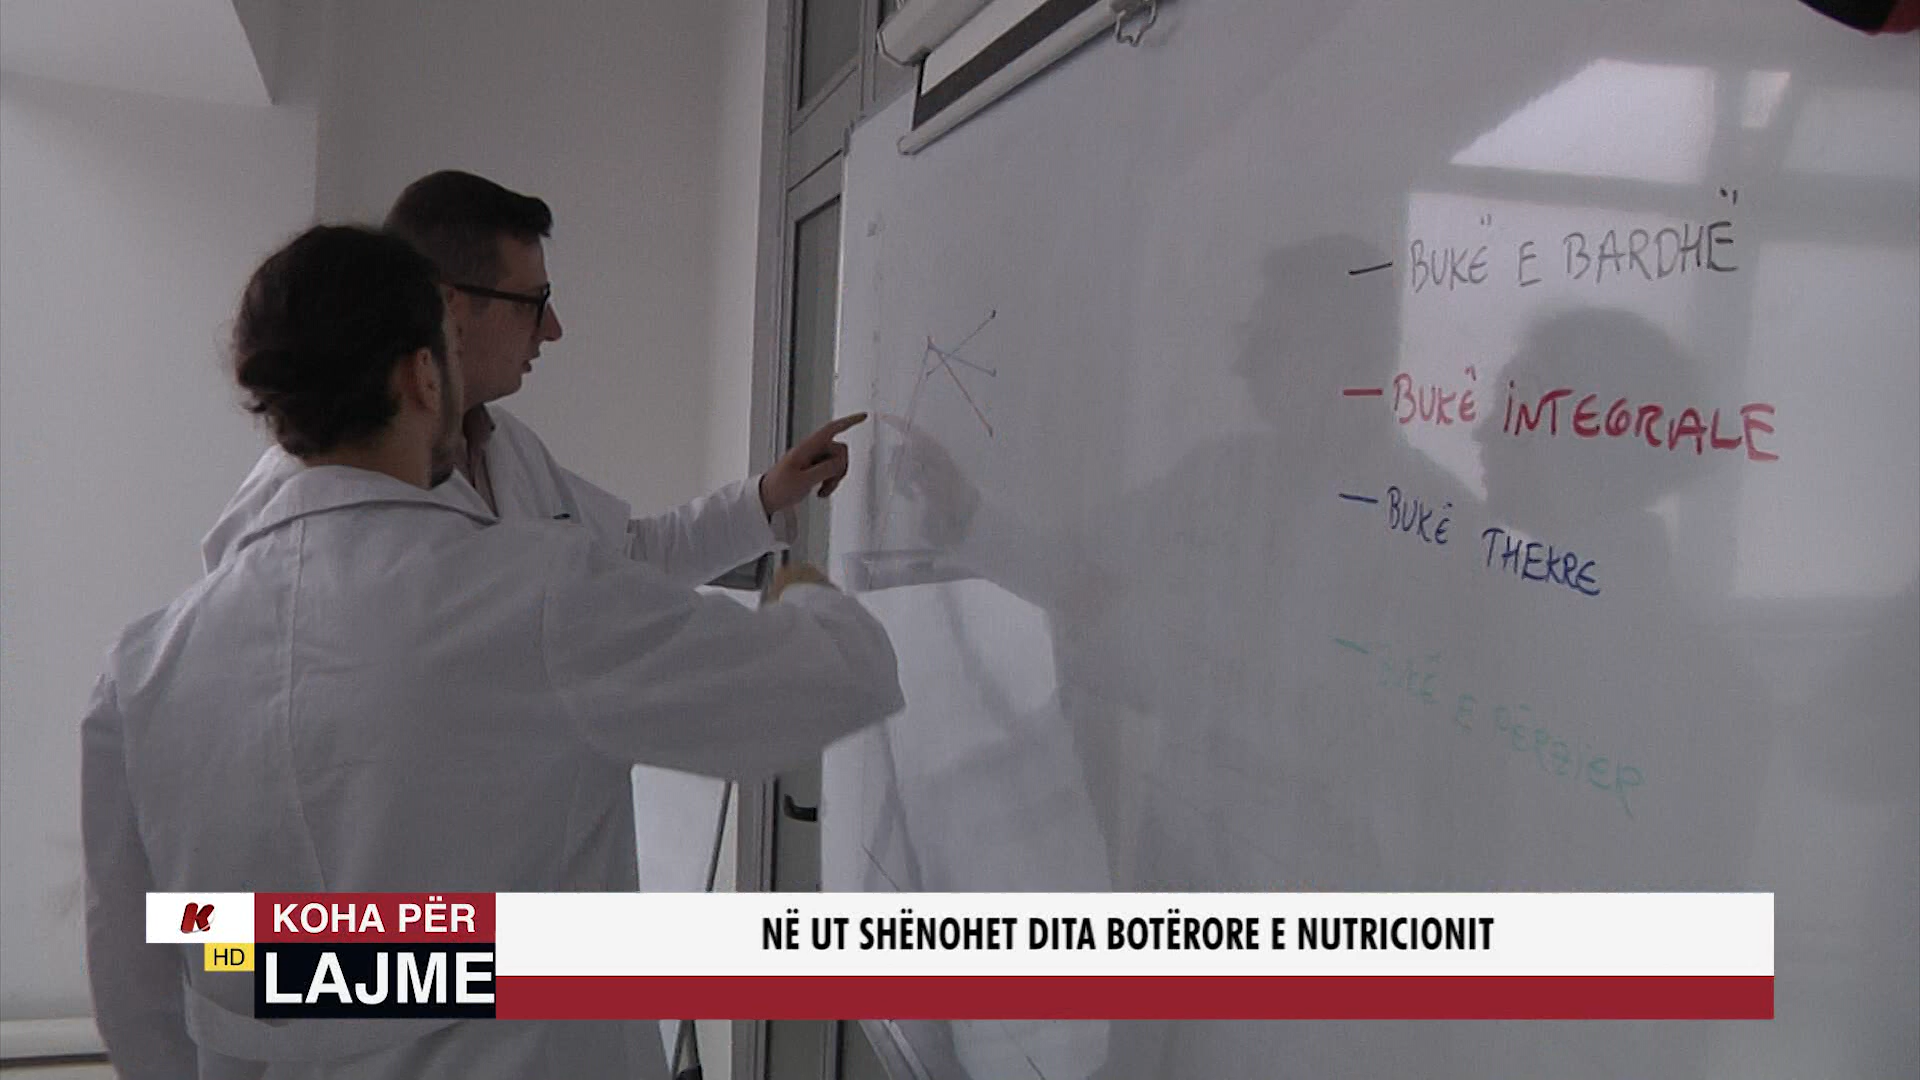 — BUKË E BARDHË
— BUKË INTEGRALE
— BUKË THEKRE
— BUKË E PËRZIER
K
HD
KOHA PËR
LAJME
NË UT SHËNOHET DITA BOTËRORE E NUTRICIONIT